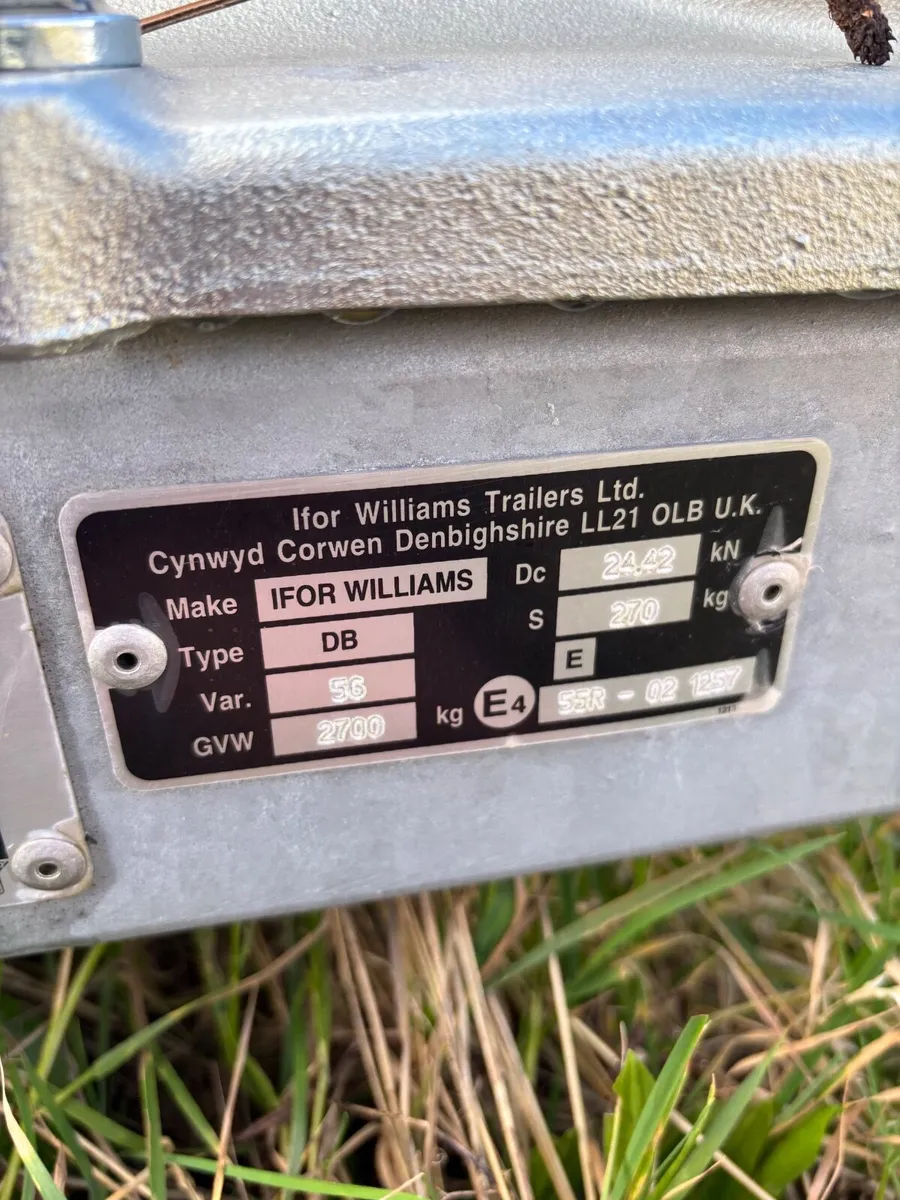 Ifor Williams Trailers Ltd.
Cynwyd Corwen Denbighshire LL21 OLB U.K.
Make IFOR WILLIAMS
Type DB
Var. 56
GVW 2700 kg
Dc 24.42 kN
S 270 kg
E
E4 55R - 02 1257
1211